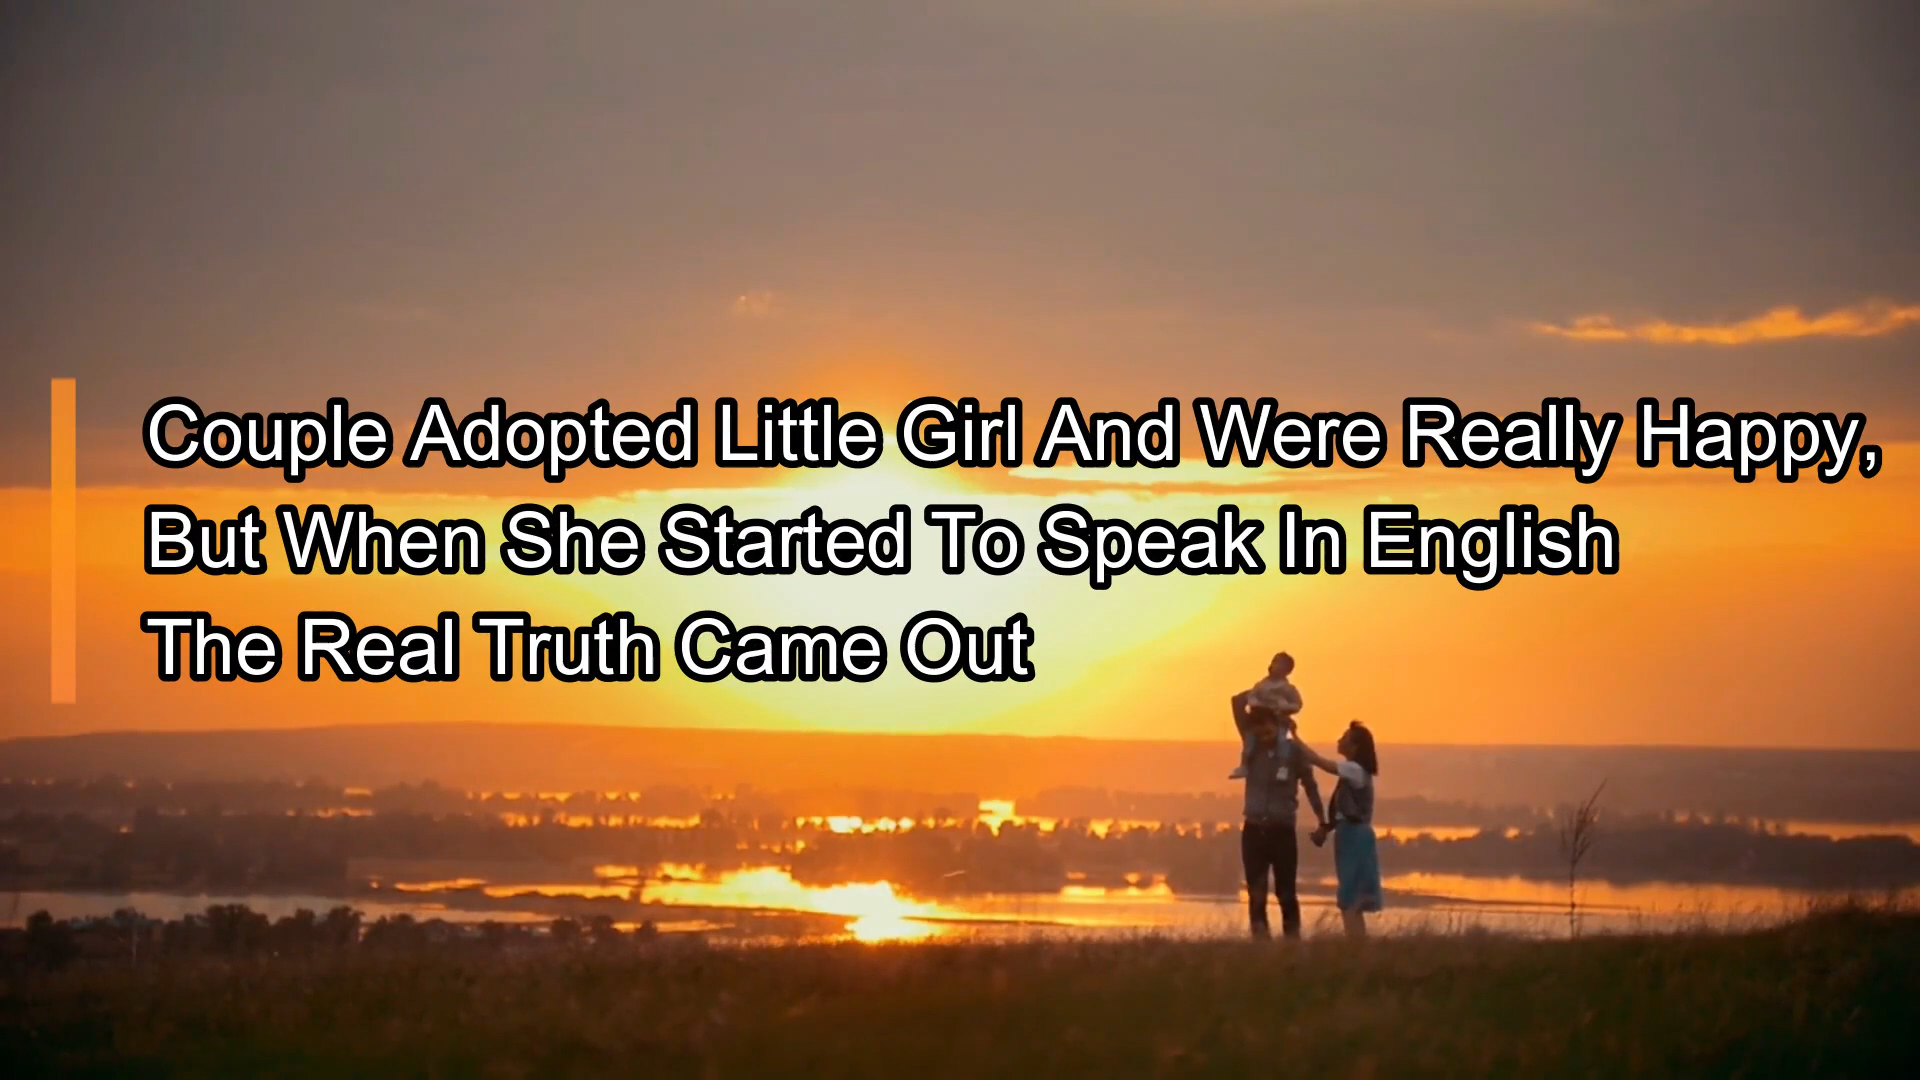 Couple Adopted Little Girl And Were Really Happy,
But When She Started To Speak In English
The Real Truth Came Out